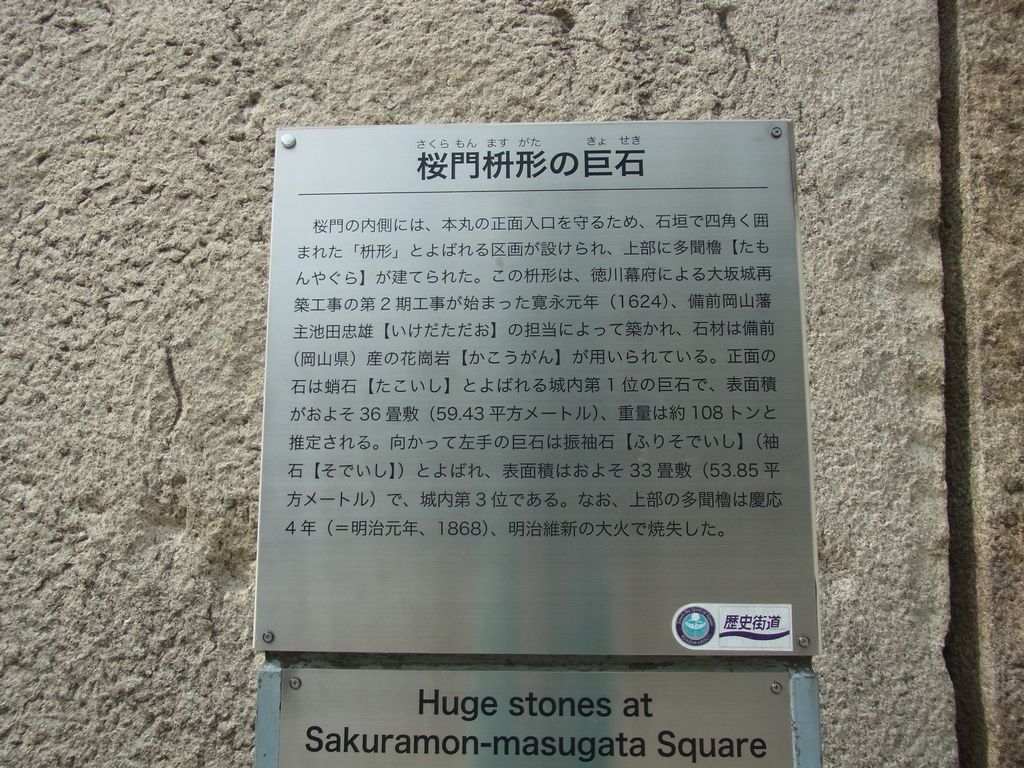 さくら もん ます がた きょ せき
桜門枡形の巨石
桜門の内側には、本丸の正面入口を守るため、石垣で四角く囲
まれた「枡形」とよばれる区画が設けられ、上部に多聞櫓【たも
んやぐら】が建てられた。この枡形は、徳川幕府による大坂城再
築工事の第2期工事が始まった寛永元年（1624）、備前岡山藩
主池田忠雄【いけだただお】の担当によって築かれ、石材は備前
（岡山県）産の花崗岩【かこうがん】が用いられている。正面の
石は蛸石【たこいし】とよばれる城内第1位の巨石で、表面積
がおよそ36畳敷（59.43平方メートル）、重量は約108トンと
推定される。向かって左手の巨石は振袖石【ふりそでいし】（袖
石【そでいし】）とよばれ、表面積はおよそ33畳敷（53.85平
方メートル）で、城内第3位である。なお、上部の多聞櫓は慶応
4年（＝明治元年、1868）、明治維新の大火で焼失した。
歴史街道
Huge stones at
Sakuramon-masugata Square